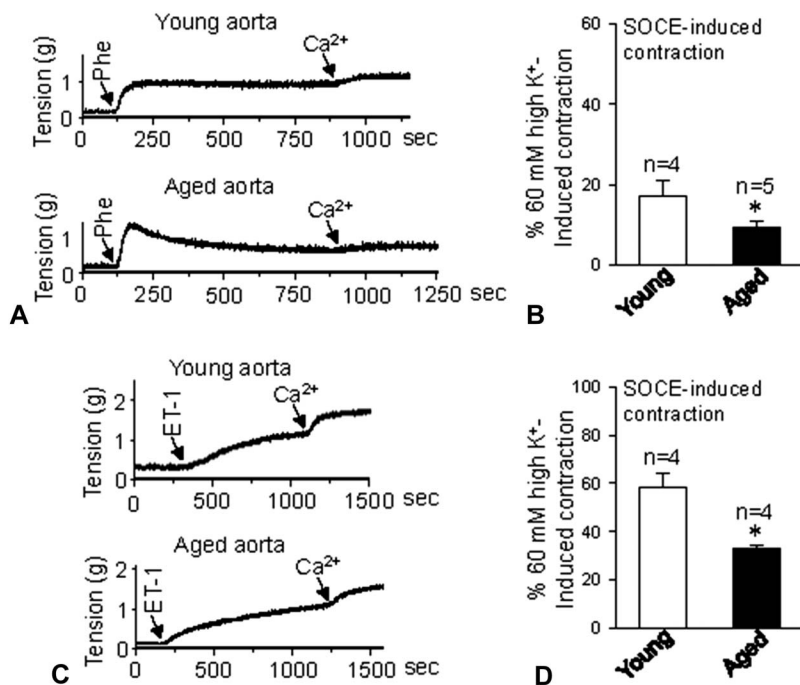 Young aorta
Ca²⁺
Phe
Tension (g)
1
0
0 250 500 750 1000 sec
Aged aorta
Ca²⁺
Phe
Tension (g)
1
0
0 250 500 750 1000 1250
sec
A
60
40
20
0
% 60 mM high K⁺-
Induced contraction
SOCE-induced
contraction
n=4
n=5
*
Young
Aged
B
Young aorta
Ca²⁺
ET-1
Tension (g)
2
1
0
0 500 1000 1500 sec
Aged aorta
Ca²⁺
ET-1
Tension (g)
2
1
0
0 500 1000 1500 sec
C
100
80
60
40
20
0
% 60 mM high K⁺-
Induced contraction
SOCE-induced
contraction
n=4
n=4
*
Young
Aged
D